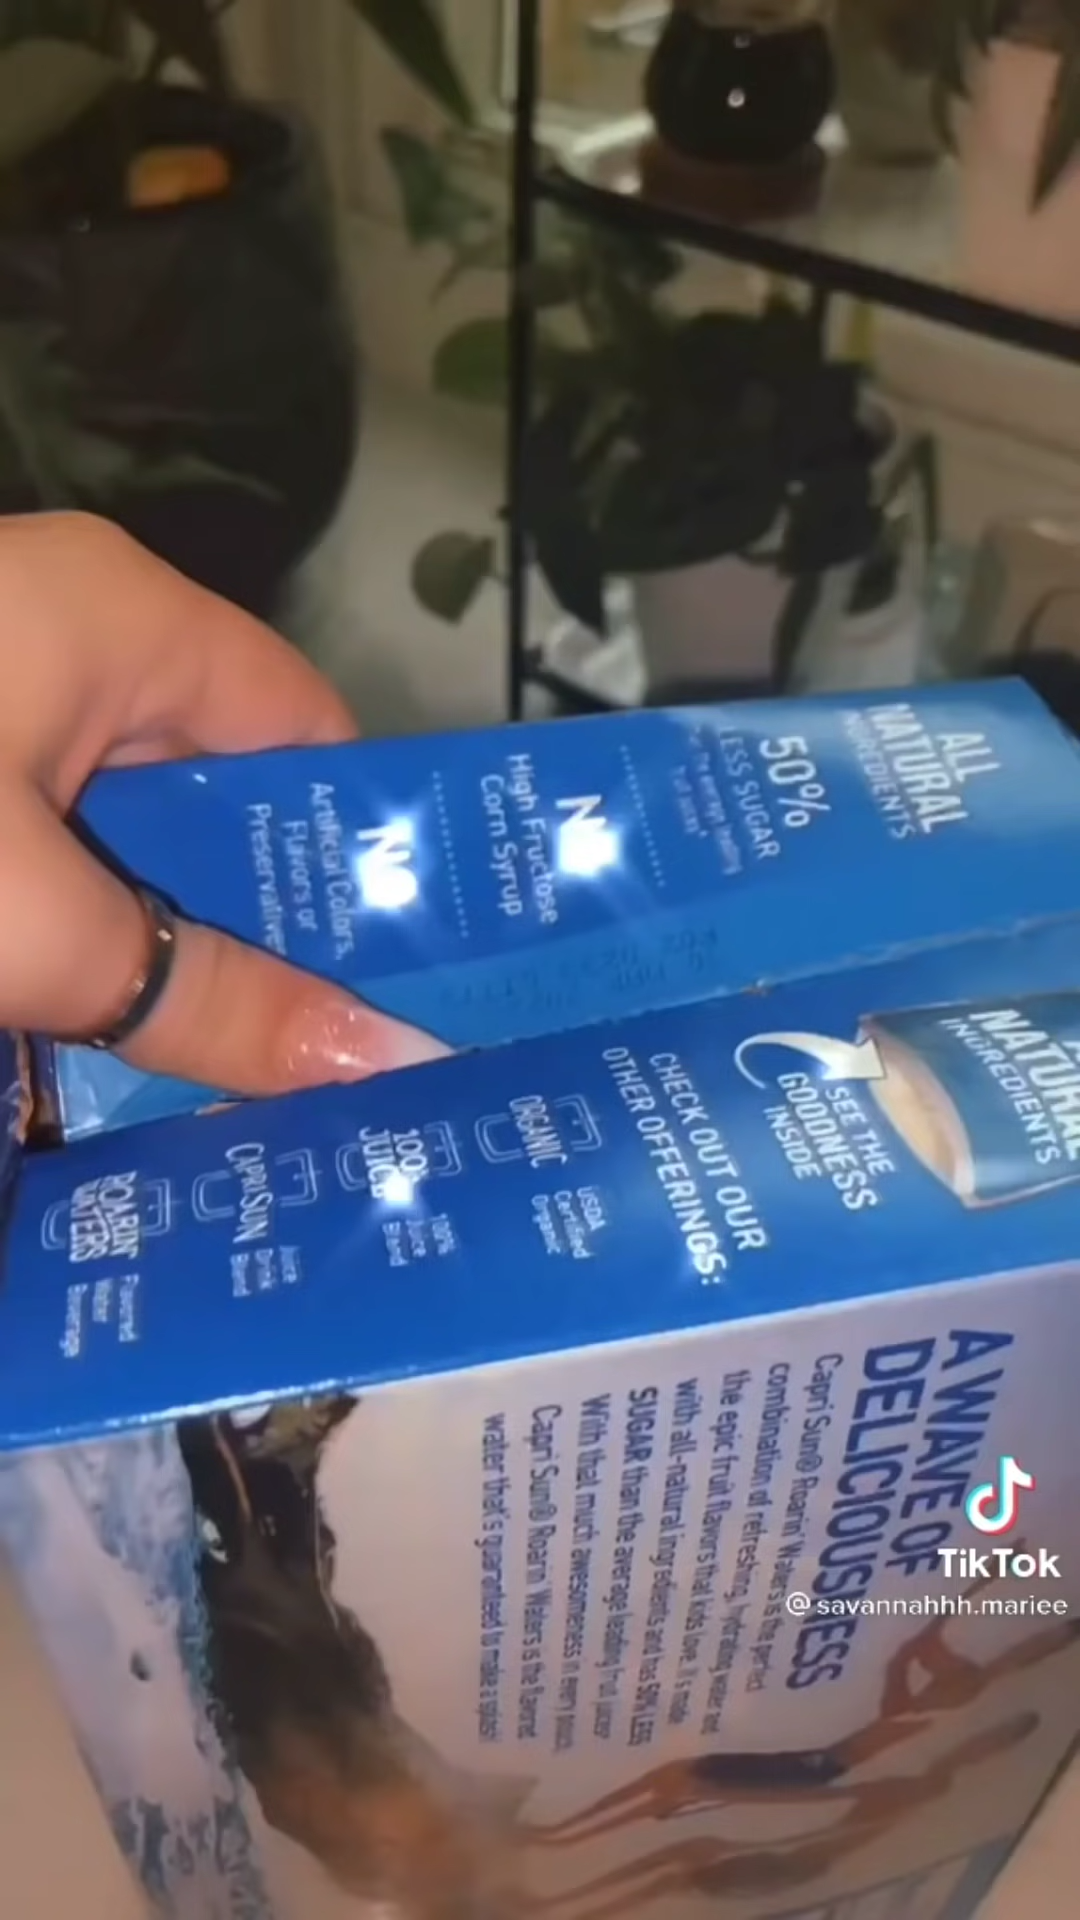 ALL
NATURAL
INGREDIENTS
50%
LESS SUGAR
High Fructose
Corn Syrup
Artificial Colors,
Flavors or
Preservatives
NATURAL
INGREDIENTS
SEE THE
GOODNESS
INSIDE
CHECK OUT OUR
OTHER OFFERINGS:
ORGANIC
USDA
Certified
Organic
100%
JUICE
100%
Juice
Blend
CAPRI SUN
Juice
Drink
Blend
ROARIN'
WATERS
Flavored
Water
Beverage
A WAVE OF
DELICIOUSNESS
Capri Sun® Roarin' Waters is the perfect
combination of refreshing, hydrating water and
the epic fruit flavors that kids love. It is made
with all-natural ingredients and has 50% LESS
SUGAR® than the average leading fruit juices!
With that much awesomeness in every pouch,
Capri Sun® Roarin' Waters is the flavored
water that's guaranteed to make a splash!
TikTok
@savannahhh.mariee